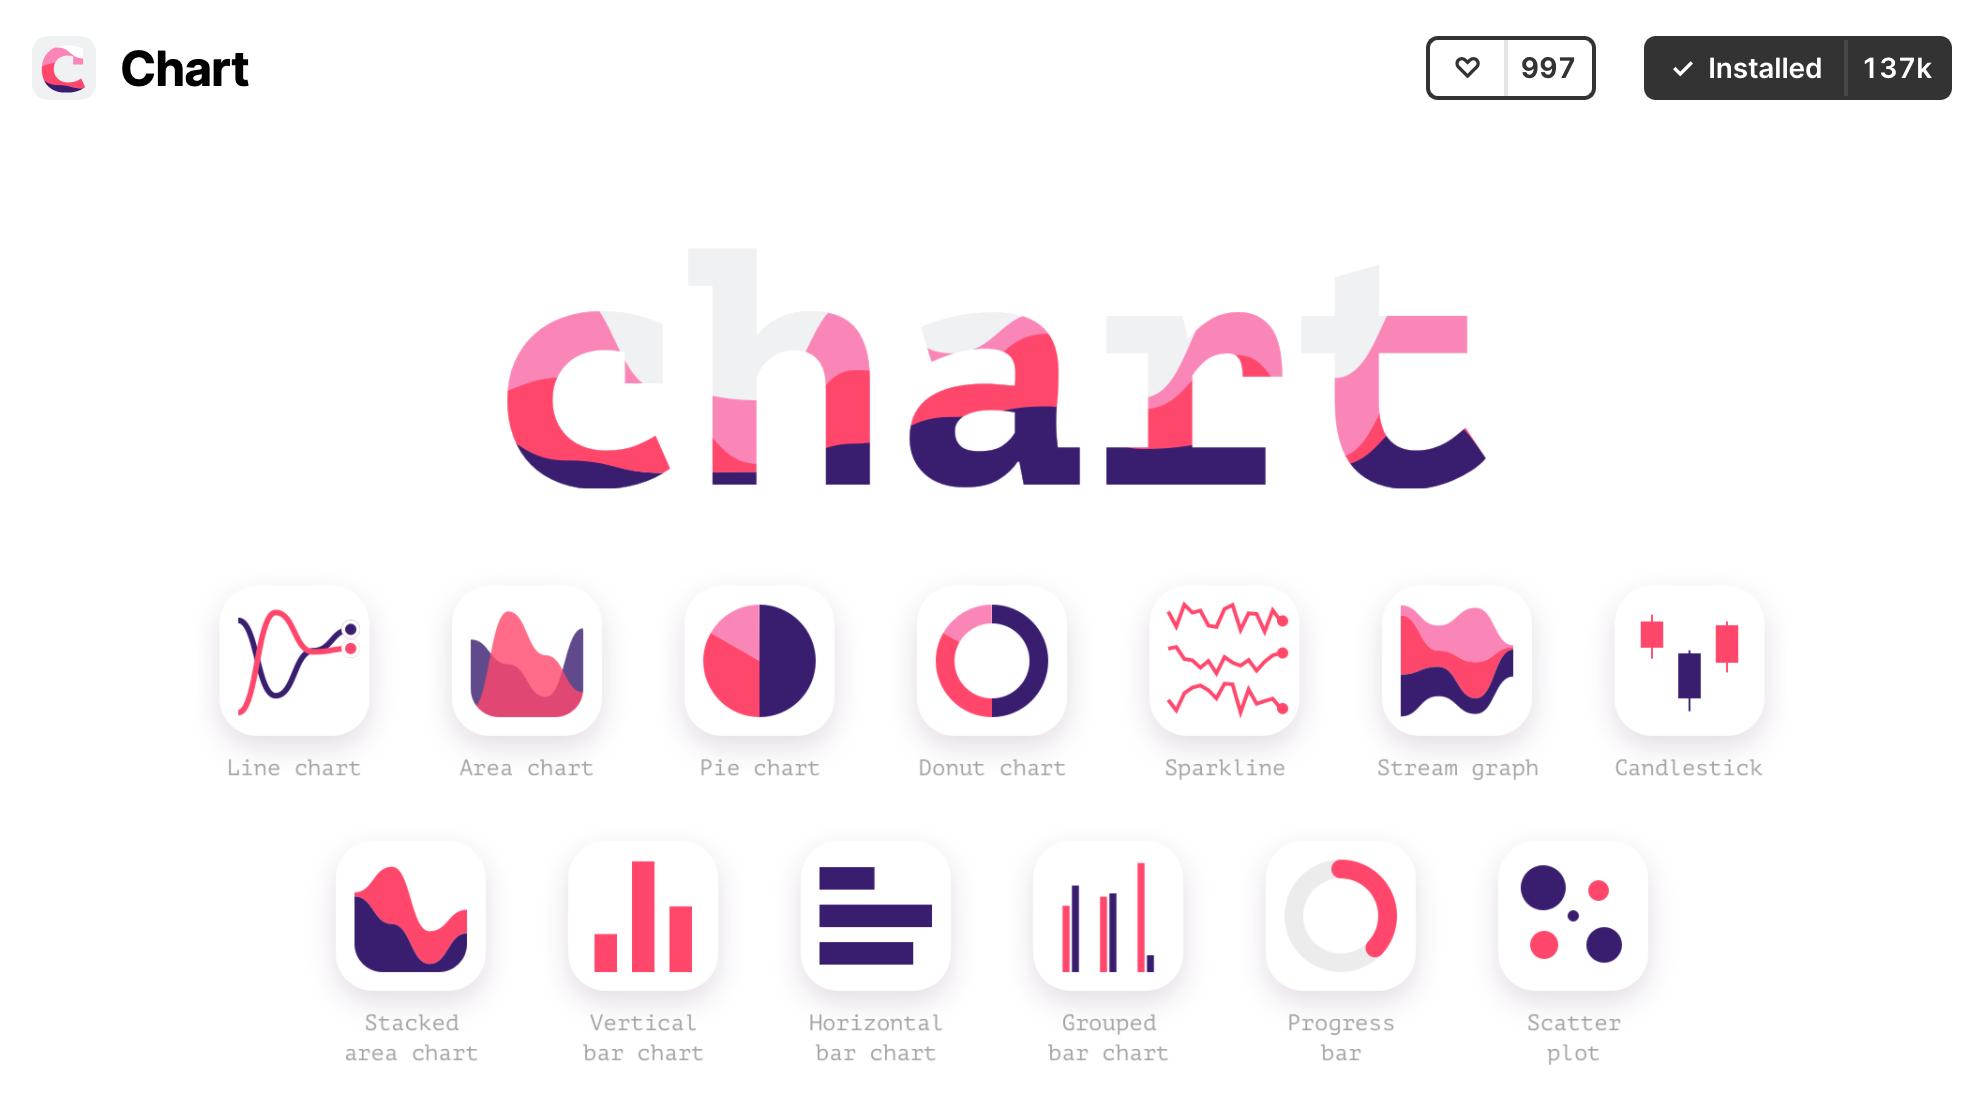 Chart
997
Installed 137k
chart
Line chart
Area chart
Pie chart
Donut chart
Sparkline
Stream graph
Candlestick
Stacked
area chart
Vertical
bar chart
Horizontal
bar chart
Grouped
bar chart
Progress
bar
Scatter
plot